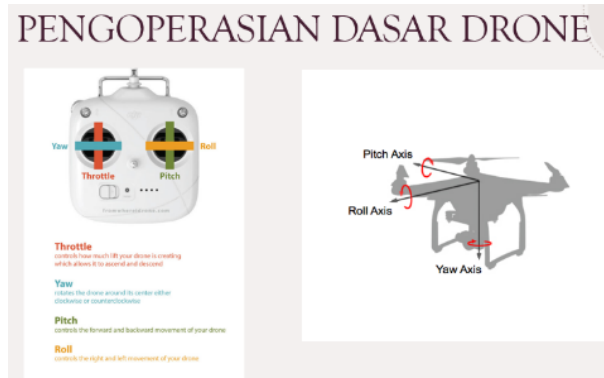 PENGOPERASIAN DASAR DRONE
Yaw
Roll
Throttle
Pitch
Throttle
controls how much lift your drone is creating
which allows it to ascend and descend
Yaw
rotates the drone around its center either
clockwise or counterclockwise
Pitch
controls the forward and backward movement of your drone
Roll
controls the right and left movement of your drone
Pitch Axis
Roll Axis
Yaw Axis